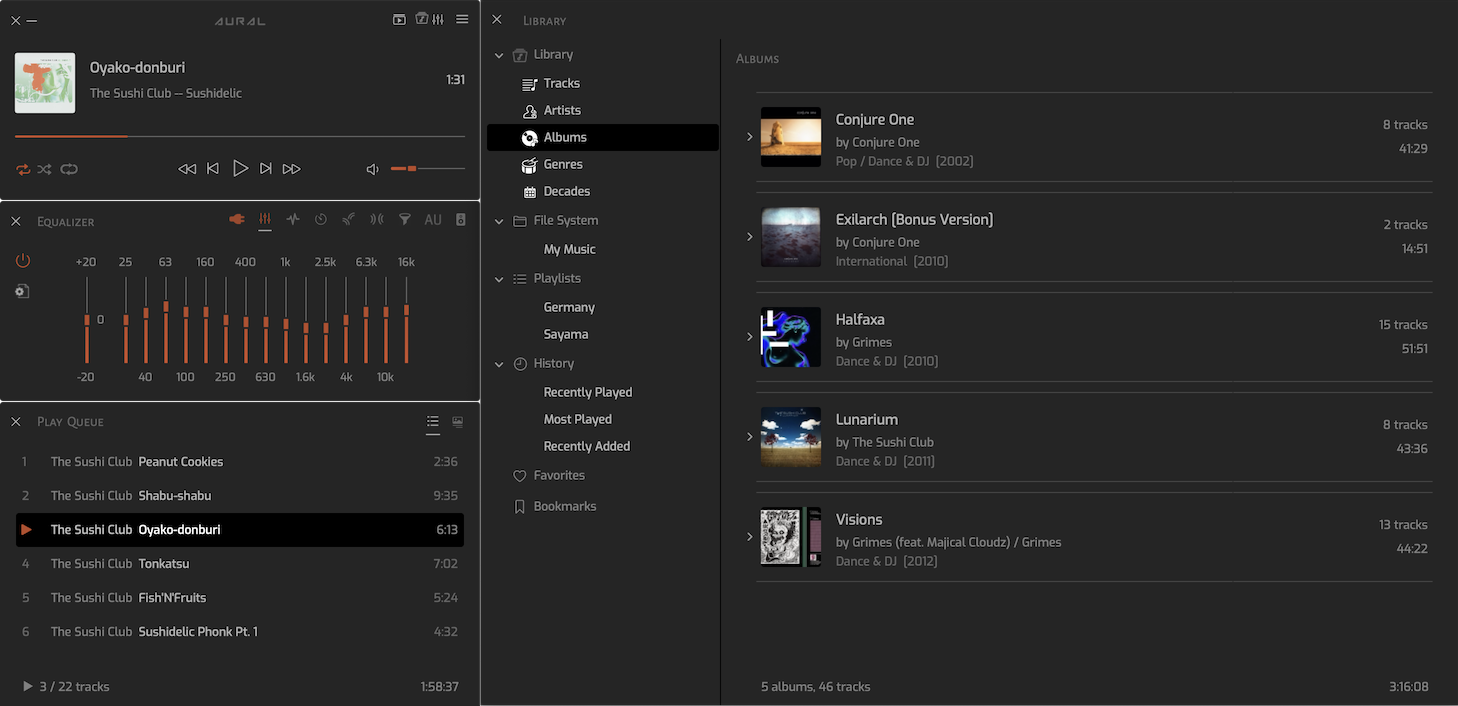 AURAL
Oyako-donburi
The Sushi Club -- Sushidelic
1:31
EQUALIZER
AU
+20 25 63 160 400 1k 2.5k 6.3k 16k
0
-20 40 100 250 630 1.6k 4k 10k
PLAY QUEUE
1 The Sushi Club Peanut Cookies 2:36
2 The Sushi Club Shabu-shabu 9:35
The Sushi Club Oyako-donburi 6:13
4 The Sushi Club Tonkatsu 7:02
5 The Sushi Club Fish'N'Fruits 5:24
6 The Sushi Club Sushidelic Phonk Pt. 1 4:32
3 / 22 tracks 1:58:37
LIBRARY
Library
Tracks
Artists
Albums
Genres
Decades
File System
My Music
Playlists
Germany
Sayama
History
Recently Played
Most Played
Recently Added
Favorites
Bookmarks
ALBUMS
Conjure One
8 tracks
by Conjure One
41:29
Pop / Dance & DJ [2002]
Exilarch [Bonus Version]
2 tracks
by Conjure One
14:51
International [2010]
Halfaxa
15 tracks
by Grimes
51:51
Dance & DJ [2010]
Lunarium
8 tracks
by The Sushi Club
43:36
Dance & DJ [2011]
Visions
13 tracks
by Grimes (feat. Majical Cloudz) / Grimes
44:22
Dance & DJ [2012]
5 albums, 46 tracks 3:16:08